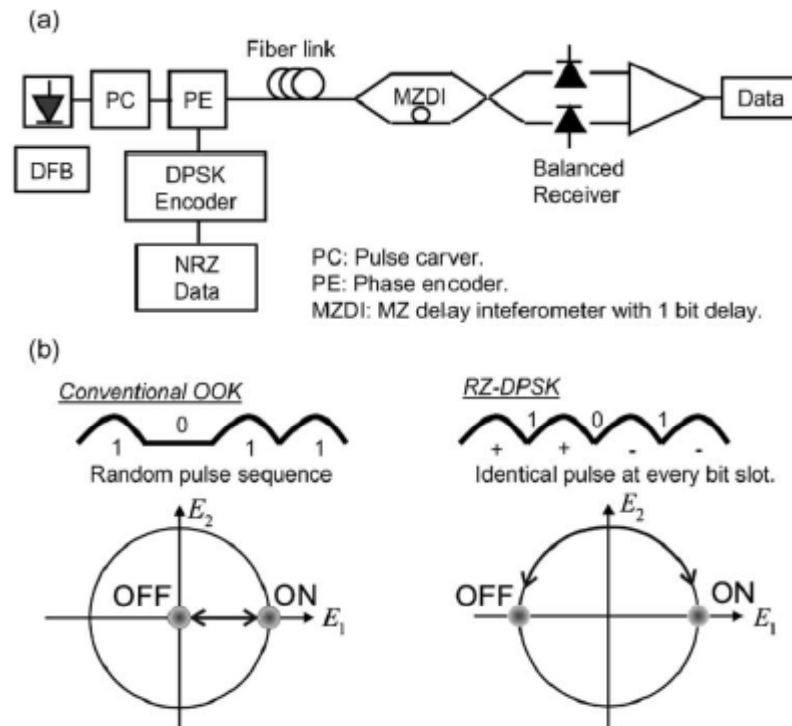 (a)
Fiber link
PC
PE
MZDI
Data
DFB
DPSK
Encoder
Balanced
Receiver
NRZ
Data
PC: Pulse carver.
PE: Phase encoder.
MZDI: MZ delay inteferometer with 1 bit delay.
(b)
Conventional OOK
RZ-DPSK
0
1 1 1
1 0 1
+ + - -
Random pulse sequence
Identical pulse at every bit slot.
E2
E2
OFF ON
E1
OFF ON
E1